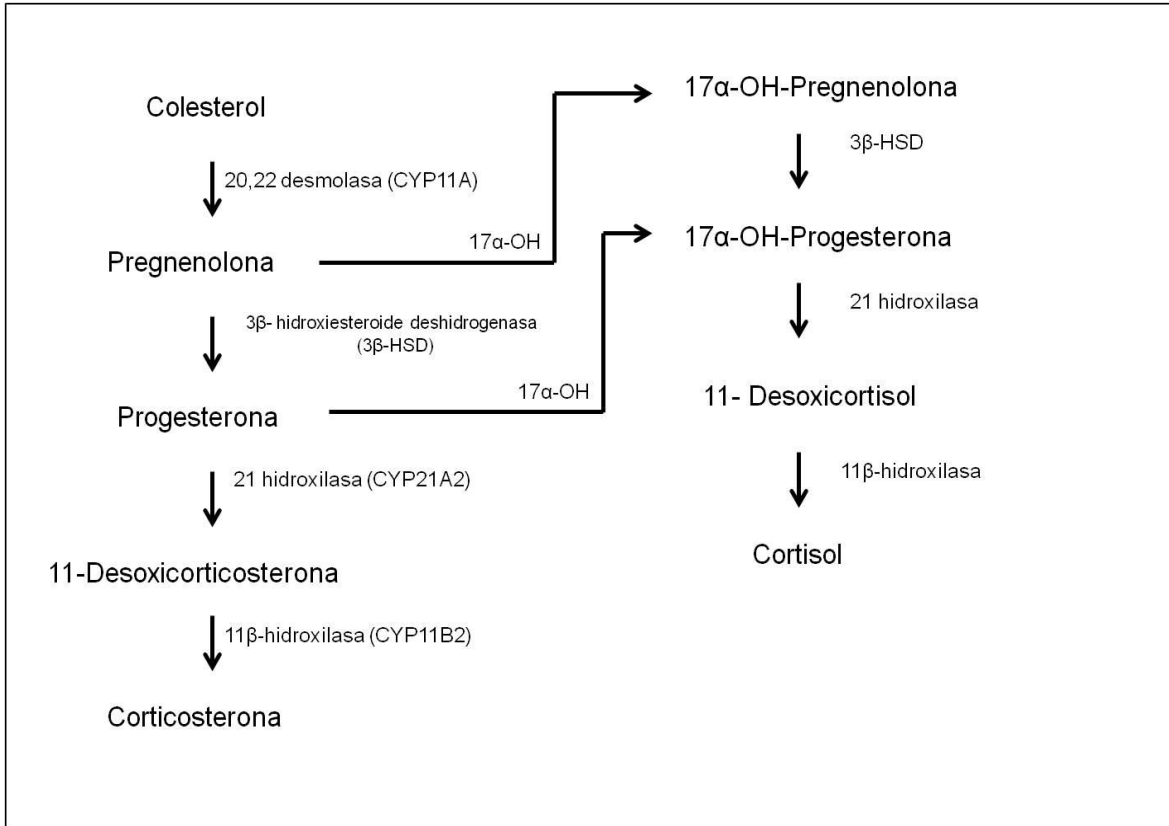 Colesterol
20,22 desmolasa (CYP11A)
Pregnenolona
17α-OH
3β- hidroxiesteroide deshidrogenasa
(3β-HSD)
Progesterona
17α-OH
21 hidroxilasa (CYP21A2)
11-Desoxicorticosterona
11β-hidroxilasa (CYP11B2)
Corticosterona
17α-OH-Pregnenolona
3β-HSD
17α-OH-Progesterona
21 hidroxilasa
11- Desoxicortisol
11β-hidroxilasa
Cortisol